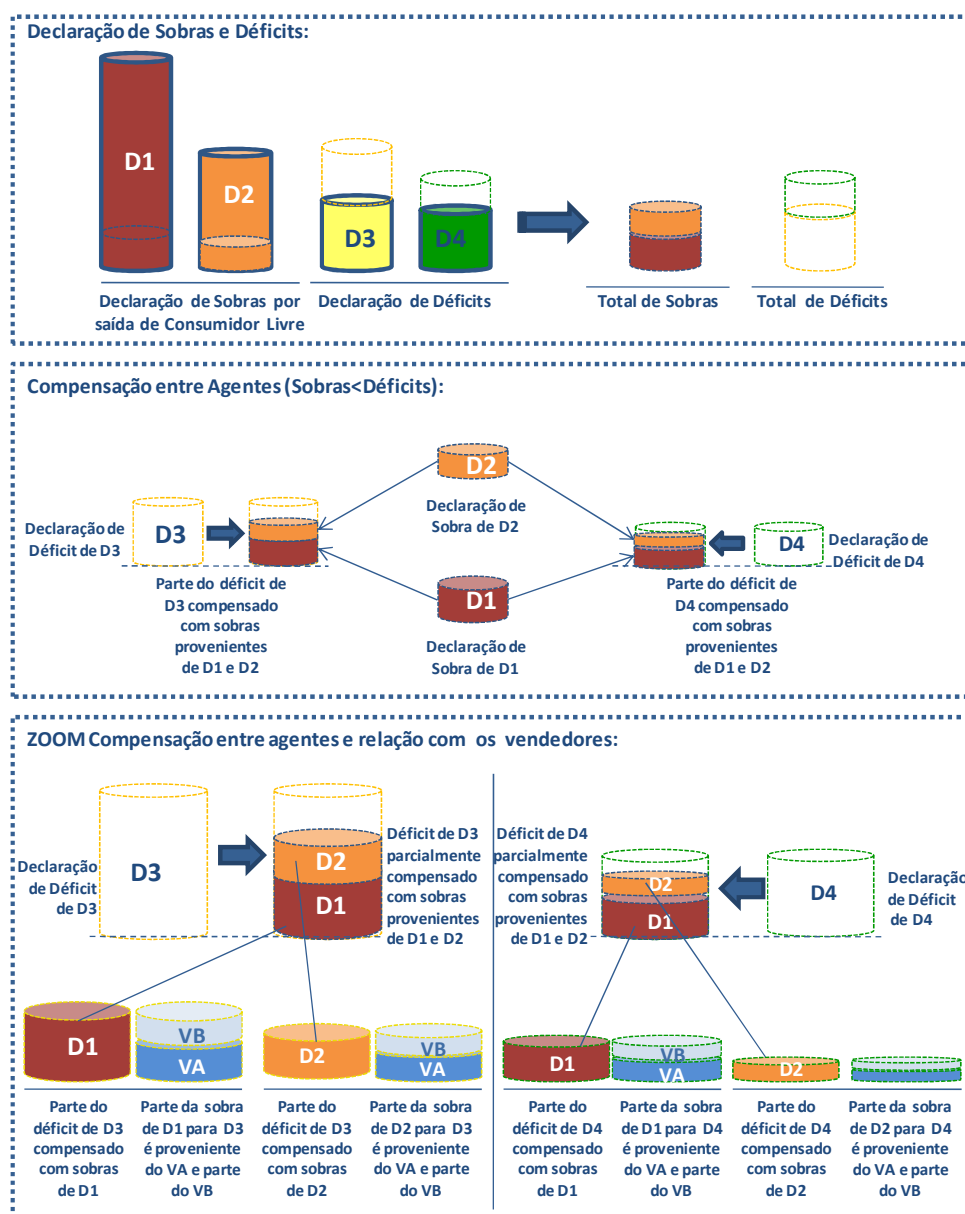 Declaração de Sobras e Déficits:
D1
D2
D3
D4
Declaração de Sobras por
saída de Consumidor Livre
Declaração de Déficits
Total de Sobras
Total de Déficits
Compensação entre Agentes (Sobras<Déficits):
D2
Declaração de
Sobra de D2
Declaração de
Déficit de D3
D3
D4
Declaração de
Déficit de D4
Parte do déficit de
D3 compensado
com sobras
provenientes
de D1 e D2
D1
Declaração de
Sobra de D1
Parte do déficit de
D4 compensado
com sobras
provenientes
de D1 e D2
ZOOM Compensação entre agentes e relação com os vendedores:
Declaração
de Déficit
de D3
D3
D2
D1
Déficit de D3
parcialmente
compensado
com sobras
provenientes
de D1 e D2
Déficit de D4
parcialmente
compensado
com sobras
provenientes
de D1 e D2
D2
D1
D4
Declaração
de Déficit
de D4
D1
VB
VA
D2
VB
VA
D1
VB
VA
D2
Parte do
déficit de D3
compensado
com sobras
de D1
Parte da sobra
de D1 para D3
é proveniente
do VA e parte
do VB
Parte do
déficit de D3
compensado
com sobras
de D2
Parte da sobra
de D2 para D3
é proveniente
do VA e parte
do VB
Parte do
déficit de D4
compensado
com sobras
de D1
Parte da sobra
de D1 para D4
é proveniente
do VA e parte
do VB
Parte do
déficit de D4
compensado
com sobras
de D2
Parte da sobra
de D2 para D4
é proveniente
do VA e parte
do VB